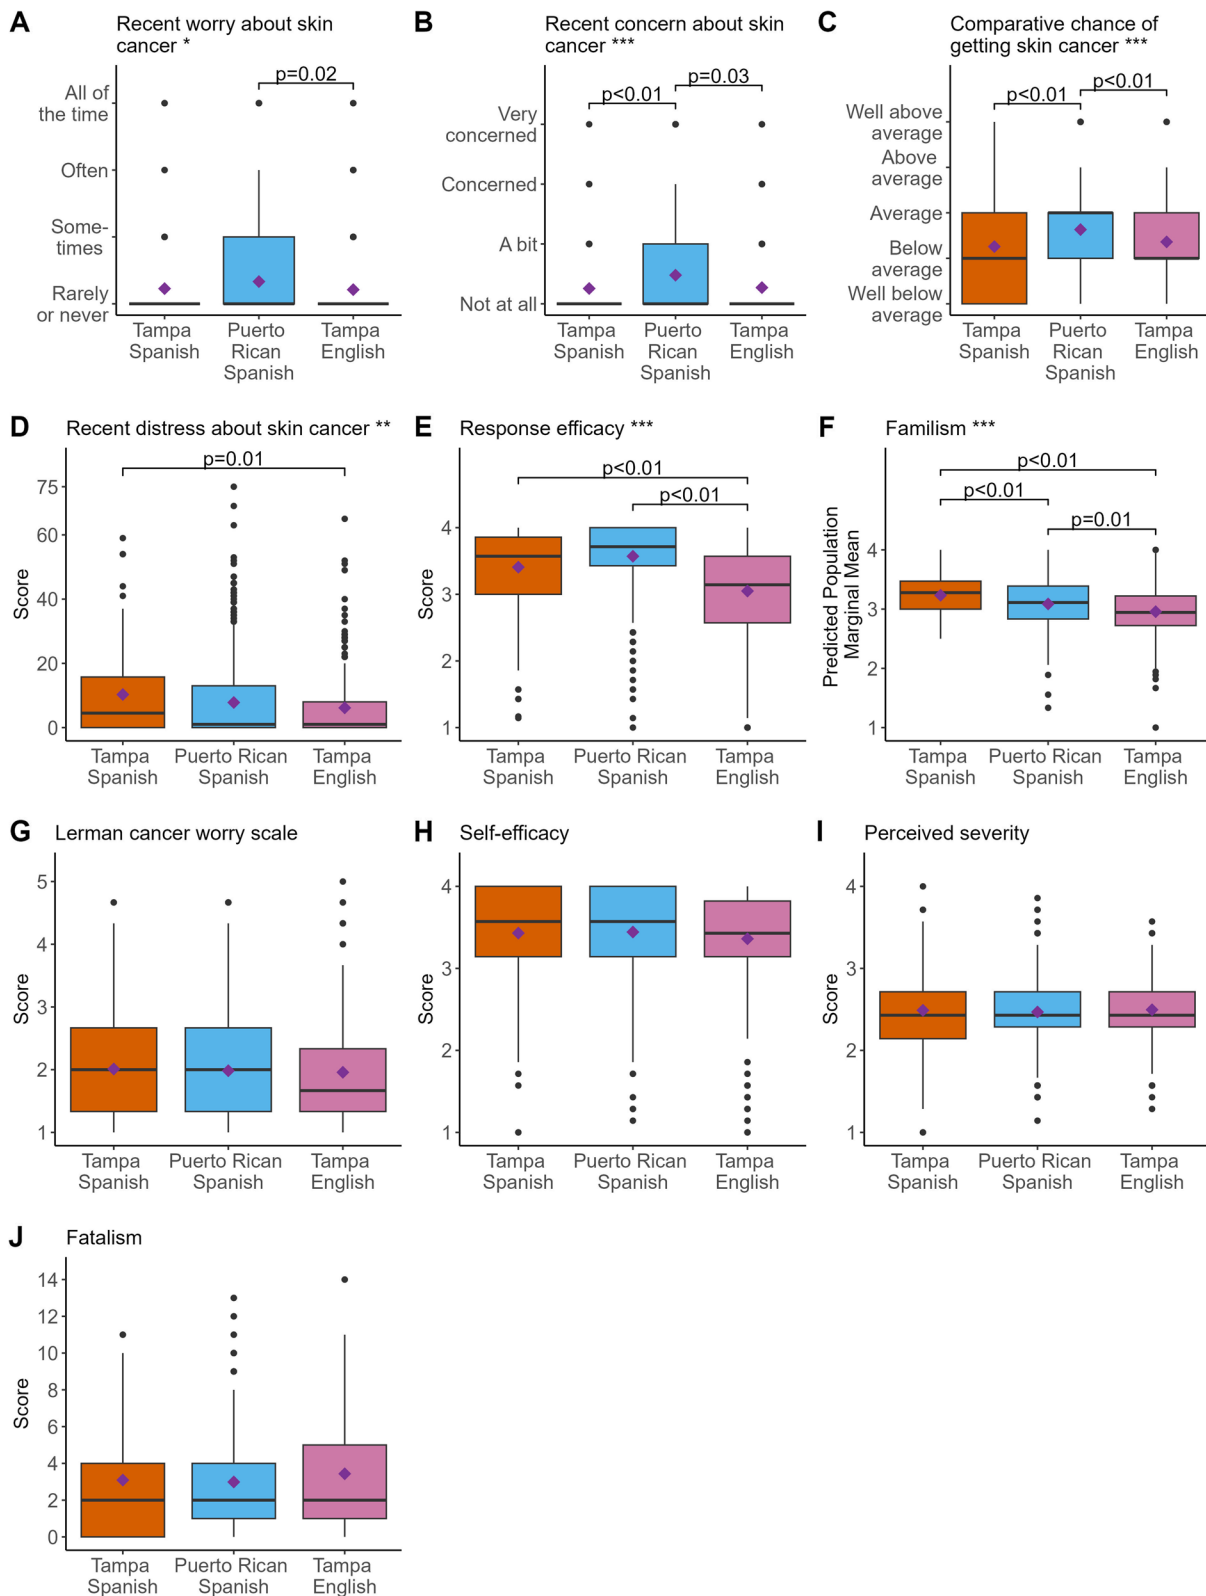 A
Recent worry about skin
cancer *
p=0.02
All of
the time
Often
Some-
times
Rarely
or never
Tampa
Spanish
Puerto
Rican
Spanish
Tampa
English
B
Recent concern about skin
cancer ***
p<0.01
p=0.03
Very
concerned
Concerned
A bit
Not at all
Tampa
Spanish
Puerto
Rican
Spanish
Tampa
English
C
Comparative chance of
getting skin cancer ***
p<0.01
p<0.01
Well above
average
Above
average
Average
Below
average
Well below
average
Tampa
Spanish
Puerto
Rican
Spanish
Tampa
English
D
Recent distress about skin cancer **
p=0.01
Score
75
60
40
20
0
Tampa
Spanish
Puerto Rican
Spanish
Tampa
English
E
Response efficacy ***
p<0.01
p<0.01
Score
4
3
2
1
Tampa
Spanish
Puerto Rican
Spanish
Tampa
English
F
Familism ***
p<0.01
p<0.01
p=0.01
Predicted Population
Marginal Mean
4
3
2
1
Tampa
Spanish
Puerto Rican
Spanish
Tampa
English
G
Lerman cancer worry scale
Score
5
4
3
2
1
Tampa
Spanish
Puerto Rican
Spanish
Tampa
English
H
Self-efficacy
Score
4
3
2
1
Tampa
Spanish
Puerto Rican
Spanish
Tampa
English
I
Perceived severity
Score
4
3
2
1
Tampa
Spanish
Puerto Rican
Spanish
Tampa
English
J
Fatalism
Score
14
12
10
8
6
4
2
0
Tampa
Spanish
Puerto Rican
Spanish
Tampa
English